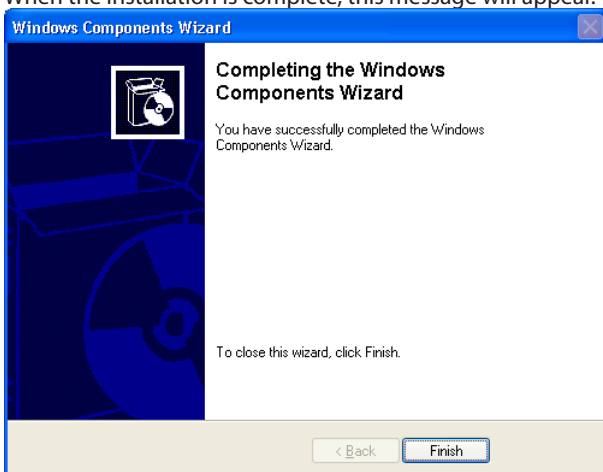 When the installation is complete, this message will appear.
Windows Components Wizard
Completing the Windows
Components Wizard
You have successfully completed the Windows
Components Wizard.
To close this wizard, click Finish.
< Back
Finish